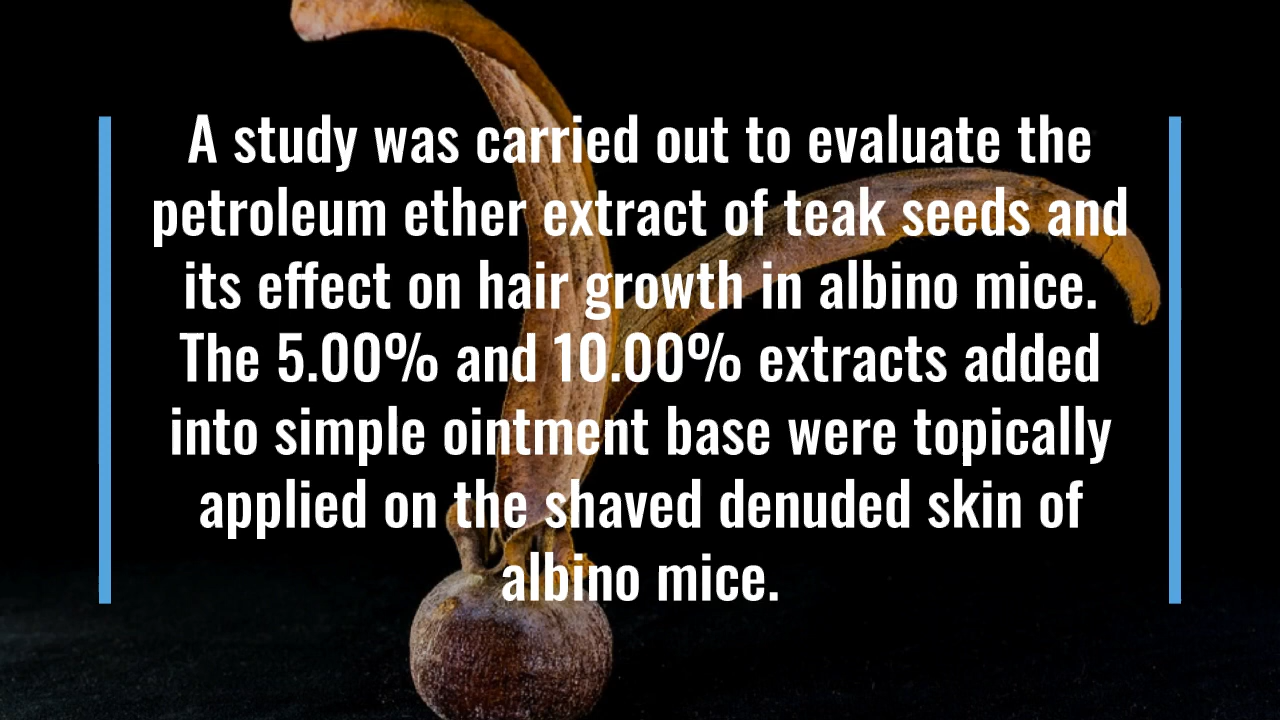 A study was carried out to evaluate the
petroleum ether extract of teak seeds and
its effect on hair growth in albino mice.
The 5.00% and 10.00% extracts added
into simple ointment base were topically
applied on the shaved denuded skin of
albino mice.